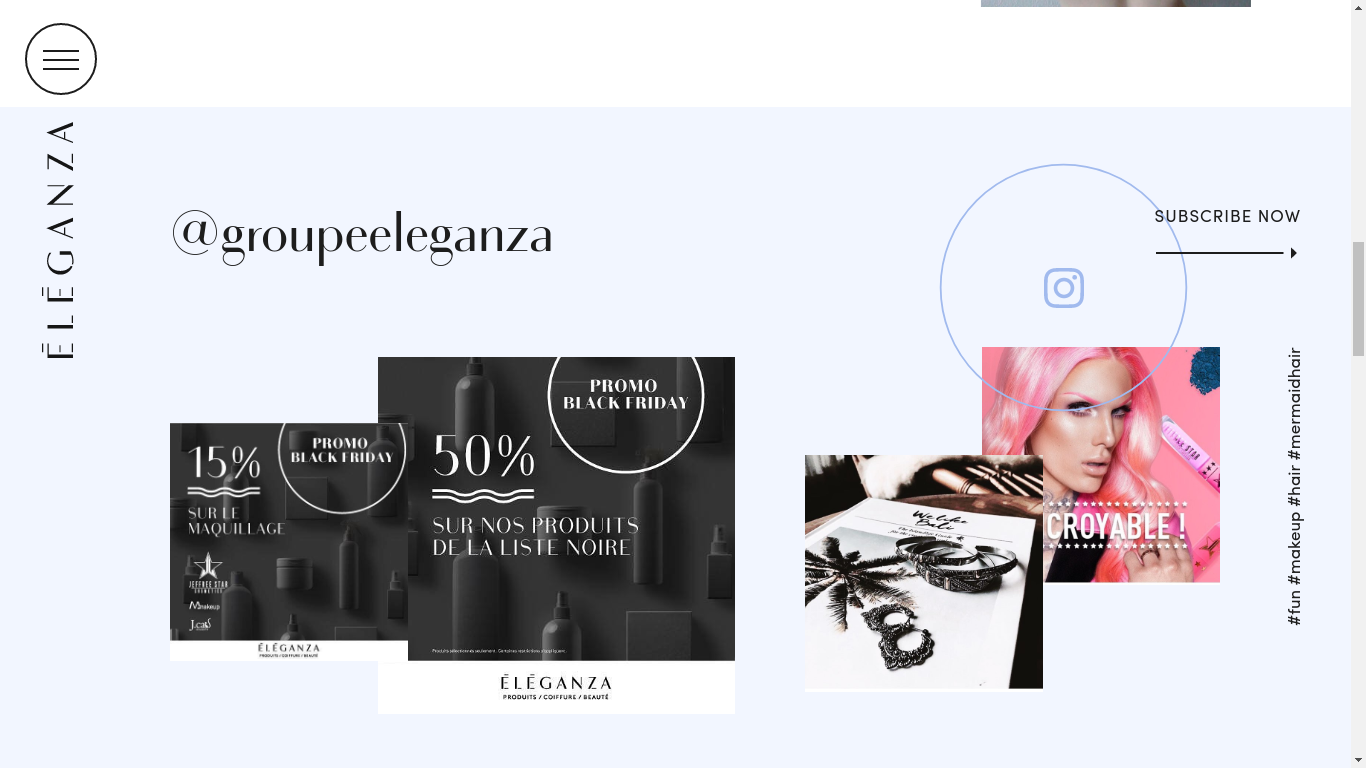 ÉLÉGANZA
@groupeeleganza
SUBSCRIBE NOW
PROMO
BLACK FRIDAY
15%
SUR LE
MAQUILLAGE
JEFFREE STAR
COSMETICS
ÉLÉGANZA
PRODUITS / COIFFURE / BEAUTÉ
PROMO
BLACK FRIDAY
50%
SUR NOS PRODUITS
DE LA LISTE NOIRE
ÉLÉGANZA
PRODUITS / COIFFURE / BEAUTÉ
We like
Bali
CROYABLE !
#fun #makeup #hair #mermaidhair